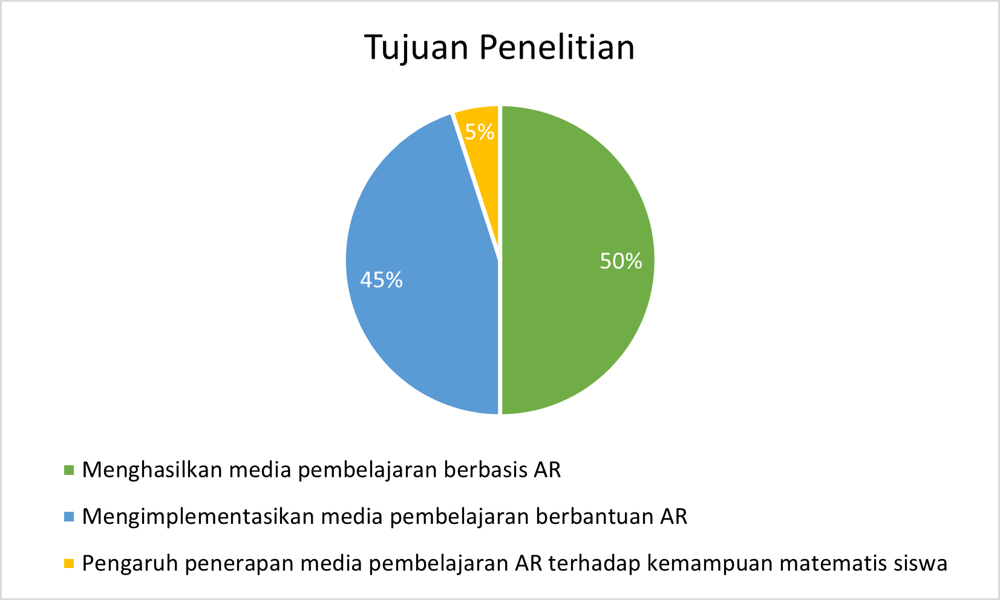 Tujuan Penelitian
5%
50%
45%
Menghasilkan media pembelajaran berbasis AR
Mengimplementasikan media pembelajaran berbantuan AR
Pengaruh penerapan media pembelajaran AR terhadap kemampuan matematis siswa